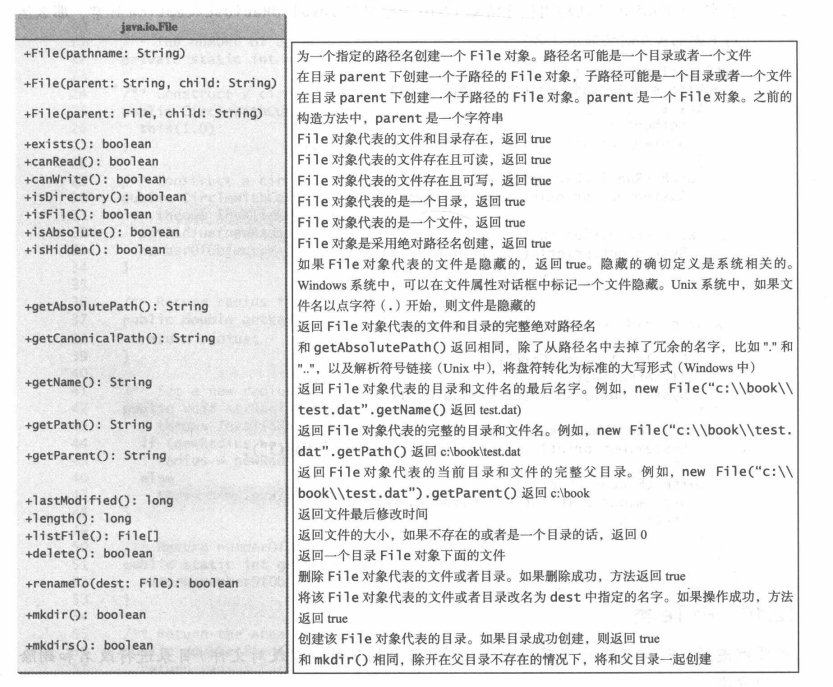 java.io.File
+File(pathname: String)
+File(parent: String, child: String)
+File(parent: File, child: String)
+exists(): boolean
+canRead(): boolean
+canWrite(): boolean
+isDirectory(): boolean
+isFile(): boolean
+isAbsolute(): boolean
+isHidden(): boolean
+getAbsolutePath(): String
+getCanonicalPath(): String
+getName(): String
+getPath(): String
+getParent(): String
+lastModified(): long
+length(): long
+listFile(): File[]
+delete(): boolean
+renameTo(dest: File): boolean
+mkdir(): boolean
+mkdirs(): boolean
为一个指定的路径名创建一个 File 对象。路径名可能是一个目录或者一个文件
在目录 parent 下创建一个子路径的 File 对象，子路径可能是一个目录或者一个文件
在目录 parent 下创建一个子路径的 File 对象。parent 是一个 File 对象。之前的
构造方法中，parent 是一个字符串
File 对象代表的文件和目录存在，返回 true
File 对象代表的文件存在且可读，返回 true
File 对象代表的文件存在且可写，返回 true
File 对象代表的是一个目录，返回 true
File 对象代表的是一个文件，返回 true
File 对象是采用绝对路径名创建，返回 true
如果 File 对象代表的文件是隐藏的，返回 true。隐藏的确切定义是系统相关的。
Windows 系统中，可以在文件属性对话框中标记一个文件隐藏。Unix 系统中，如果文
件名以点字符（.）开始，则文件是隐藏的
返回 File 对象代表的文件和目录的完整绝对路径名
和 getAbsolutePath() 返回相同，除了从路径名中去掉了冗余的名字，比如 "." 和
".."，以及解析符号链接（Unix 中），将盘符转化为标准的大写形式（Windows 中）
返回 File 对象代表的目录和文件名的最后名字。例如，new File("c:\\book\\
test.dat".getName() 返回 test.dat)
返回 File 对象代表的完整的目录和文件名。例如，new File("c:\\book\\test.
dat".getPath() 返回 c:\book\test.dat
返回 File 对象代表的当前目录和文件的完整父目录。例如，new File("c:\\
book\\test.dat").getParent() 返回 c:\book
返回文件最后修改时间
返回文件的大小，如果不存在的或者是一个目录的话，返回 0
返回一个目录 File 对象下面的文件
删除 File 对象代表的文件或者目录。如果删除成功，方法返回 true
将该 File 对象代表的文件或者目录改名为 dest 中指定的名字。如果操作成功，方法
返回 true
创建该 File 对象代表的目录。如果目录成功创建，则返回 true
和 mkdir() 相同，除开在父目录不存在的情况下，将和父目录一起创建